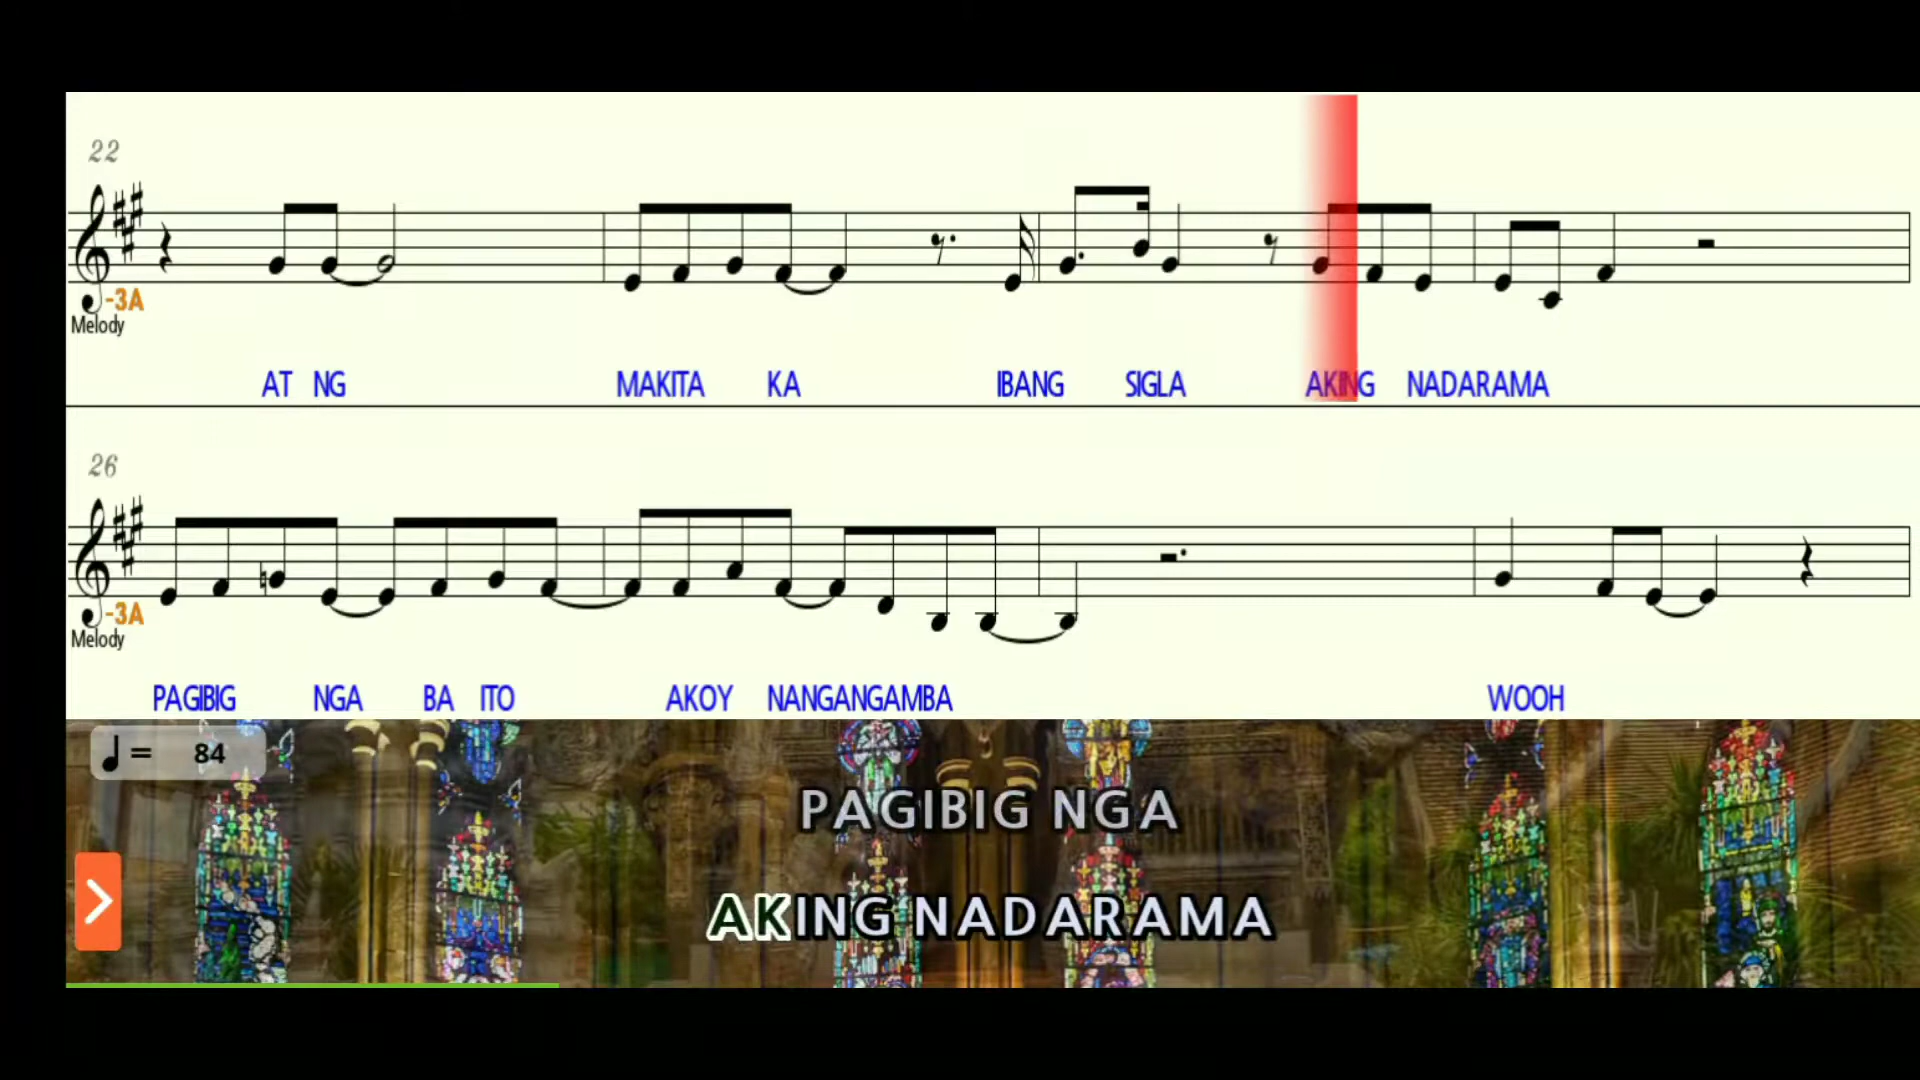 22
-3A
Melody
AT NG MAKITA KA IBANG SIGLA AKING NADARAMA
26
-3A
Melody
PAGIBIG NGA BA ITO AKOY NANGANGAMBA WOOH
♩= 84
PAGIBIG NGA
AKING NADARAMA